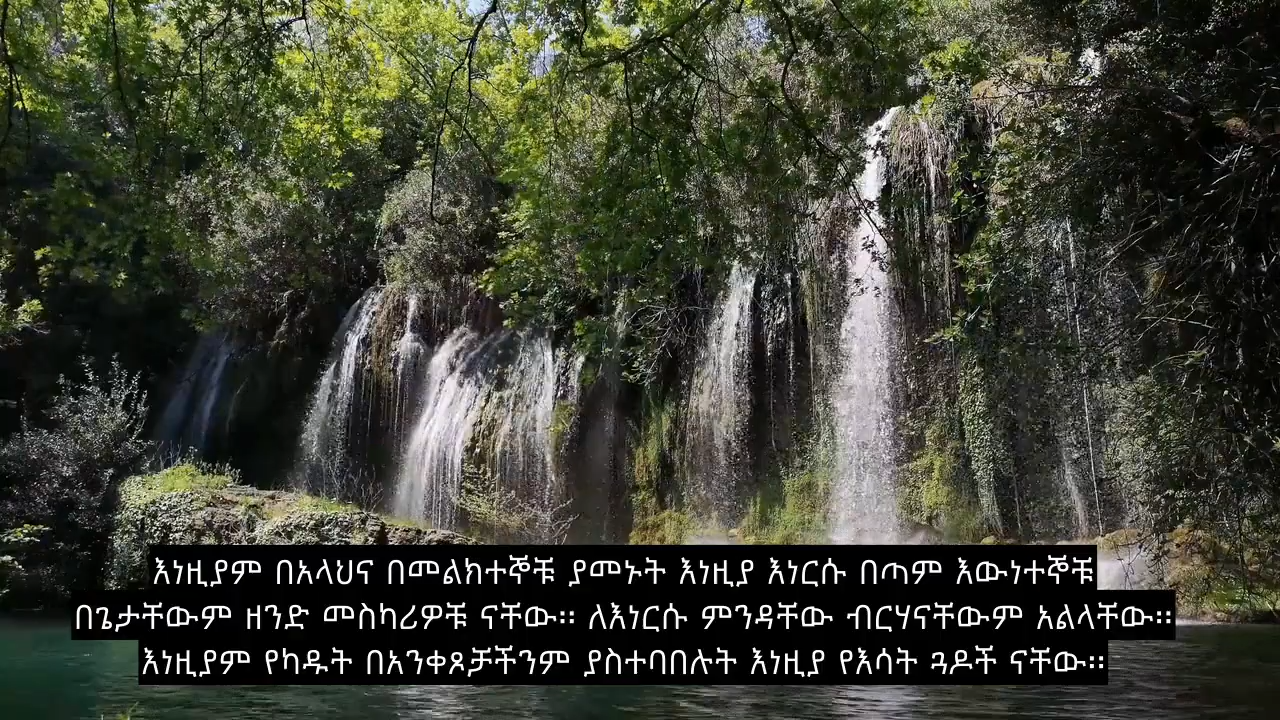 እነዚያም በአላህና በመልክተኞቹ ያመኑት እነዚያ እነርሱ በጣም እውነተኞቹ
በጌታቸውም ዘንድ መስካሪዎቹ ናቸው፡፡ ለእነርሱ ምንዳቸው ብርሃናቸውም አልላቸው፡፡
እነዚያም የካዱት በአንቀጾቻችንም ያስተባበሉት እነዚያ የእሳት ጓዶች ናቸው፡፡